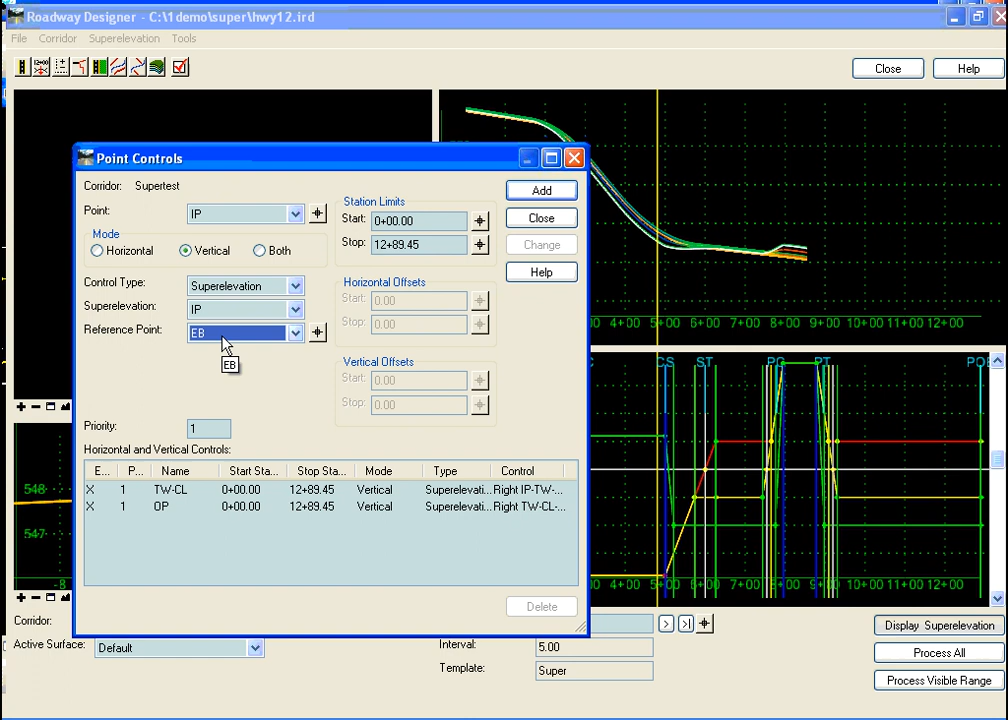 Roadway Designer - C:\1demo\super\hwy12.ird
File Corridor Superelevation Tools
Close Help
Point Controls
Corridor: Supertest
Point: IP
Mode
Horizontal Vertical Both
Control Type: Superelevation
Superelevation: IP
Reference Point: EB
EB
Priority: 1
Station Limits
Start: 0+00.00
Stop: 12+89.45
Horizontal Offsets
Start: 0.00
Stop: 0.00
Vertical Offsets
Start: 0.00
Stop: 0.00
Add
Close
Change
Help
Horizontal and Vertical Controls:
E... P... Name Start Sta... Stop Sta... Mode Type Control
X 1 TW-CL 0+00.00 12+89.45 Vertical Superelevati... Right IP-TW-...
X 1 OP 0+00.00 12+89.45 Vertical Superelevati... Right TW-CL-...
Delete
4+00 5+00 6+00 7+00 8+00 9+00 10+00 11+00 12+00
CS ST PC PT
4+00 5+00 6+00 7+00 8+00 9+00 10+00 11+00 12+00
548
547
-8
Corridor:
Active Surface: Default
Interval: 5.00
Template: Super
Display Superelevation
Process All
Process Visible Range